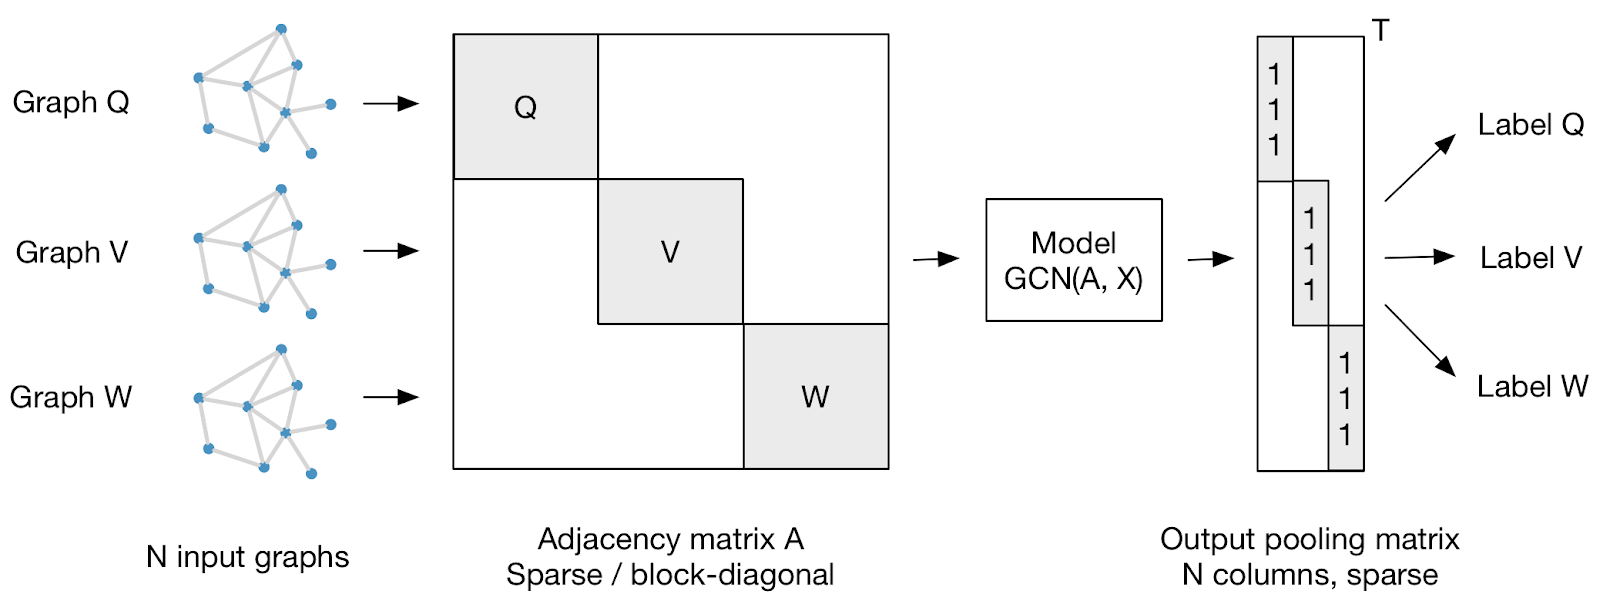 Graph Q
Graph V
Graph W
N input graphs
Q
V
W
Adjacency matrix A
Sparse / block-diagonal
Model
GCN(A, X)
T
1
1
1
1
1
1
1
1
1
Output pooling matrix
N columns, sparse
Label Q
Label V
Label W